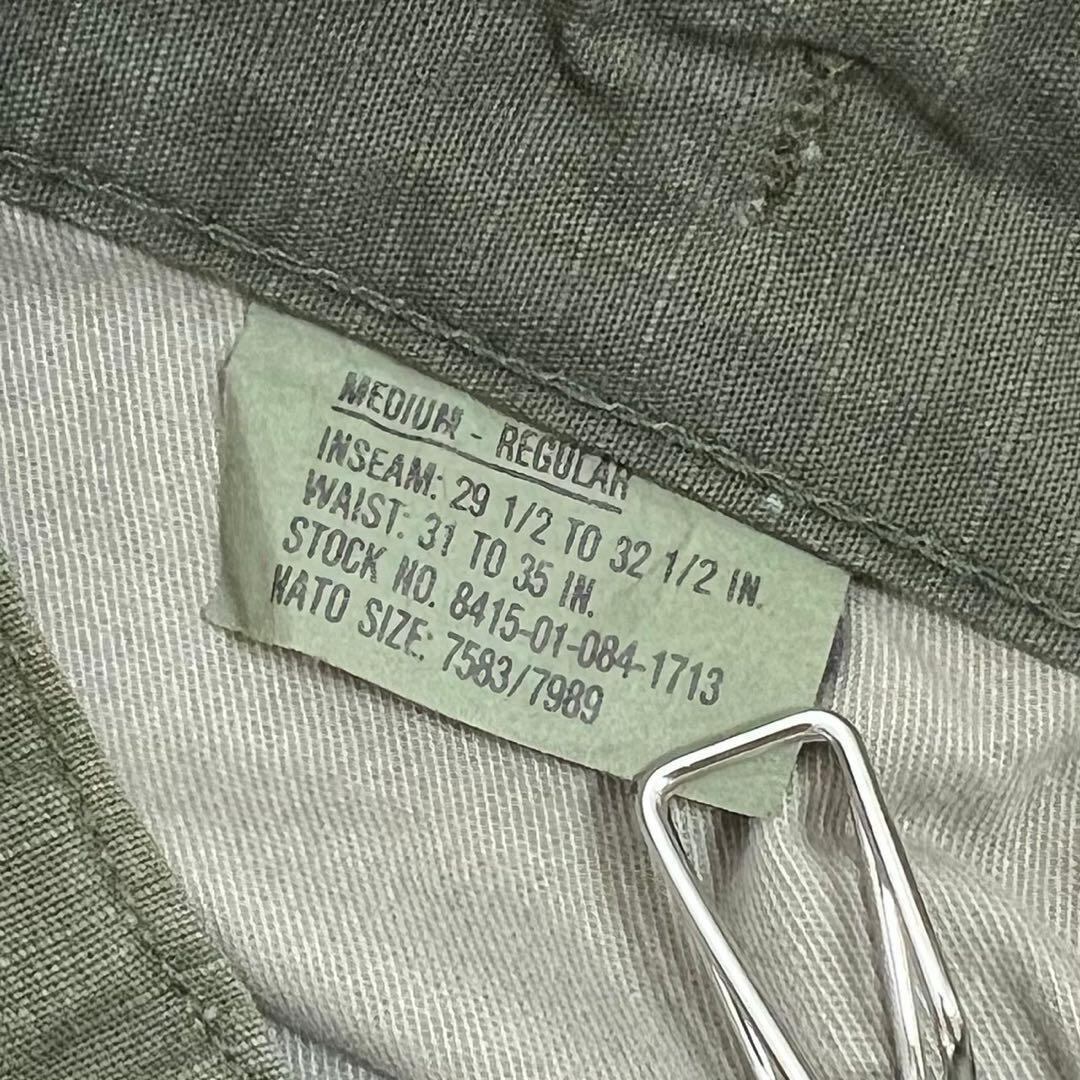 MEDIUM - REGULAR
INSEAM: 29 1/2 TO 32 1/2 IN.
WAIST: 31 TO 35 IN.
STOCK NO. 8415-01-084-1713
NATO SIZE: 7583/7989